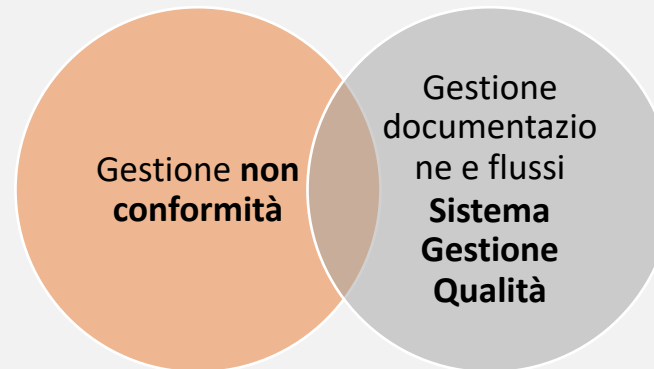 Gestione non
conformità
Gestione
documentazio
ne e flussi
Sistema
Gestione
Qualità